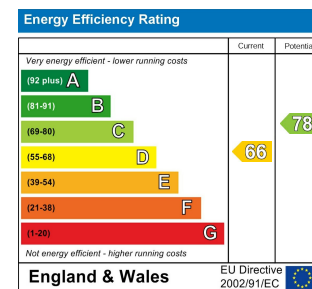 Energy Efficiency Rating
Current Potentia
Very energy efficient - lower running costs
(92 plus) A
(81-91) B
(69-80) C
78
(55-68) D
66
(39-54) E
(21-38) F
(1-20) G
Not energy efficient - higher running costs
England & Wales
EU Directive
2002/91/EC